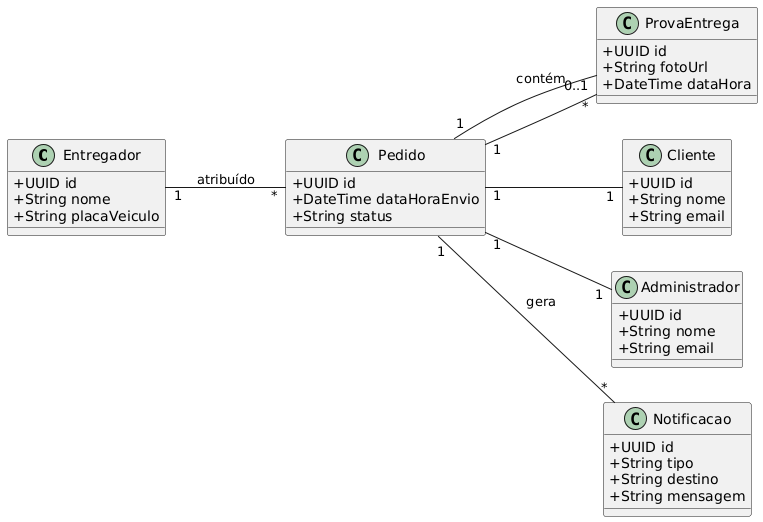 C Entregador
+UUID id
+String nome
+String placaVeiculo
1 atribuído *
C Pedido
+UUID id
+DateTime dataHoraEnvio
+String status
1 contém 0..1
1 *
C ProvaEntrega
+UUID id
+String fotoUrl
+DateTime dataHora
1 1
C Cliente
+UUID id
+String nome
+String email
1 1
C Administrador
+UUID id
+String nome
+String email
1 gera *
C Notificacao
+UUID id
+String tipo
+String destino
+String mensagem